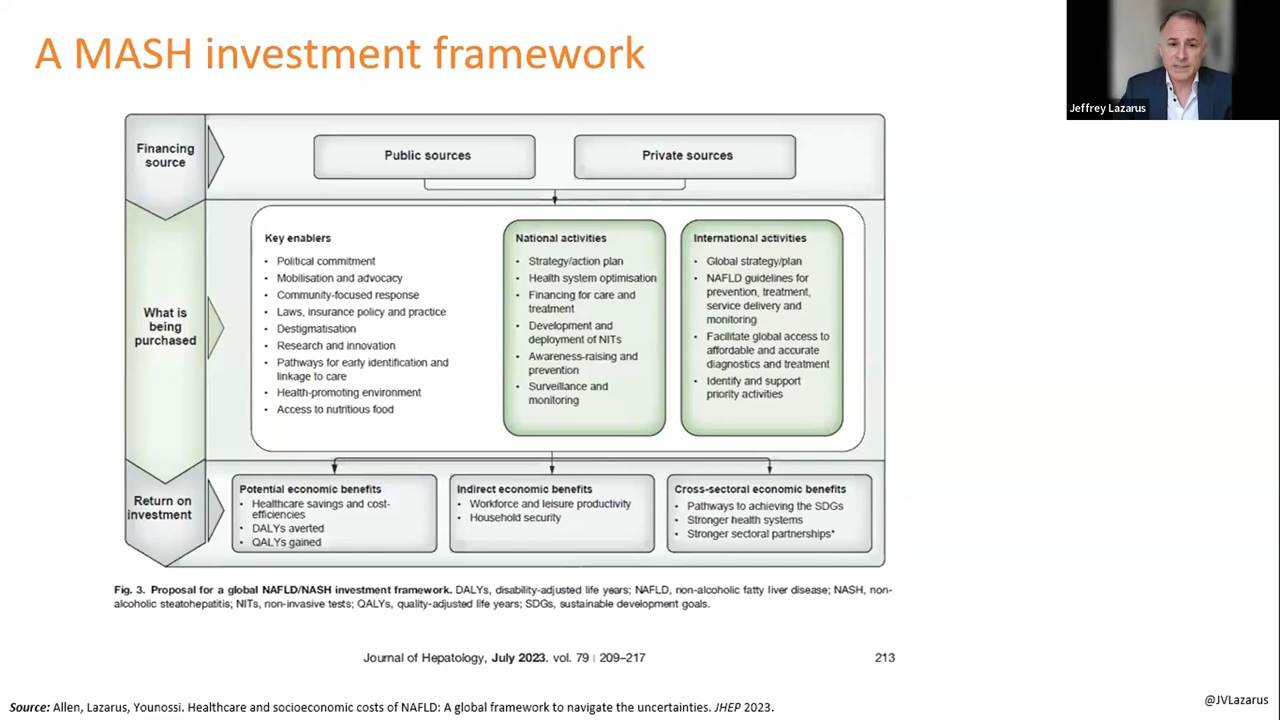 A MASH investment framework
Jeffrey Lazarus
Financing
source
Public sources
Private sources
What is
being
purchased
Key enablers
• Political commitment
• Mobilisation and advocacy
• Community-focused response
• Laws, insurance policy and practice
• Destigmatisation
• Research and innovation
• Pathways for early identification and
linkage to care
• Health-promoting environment
• Access to nutritious food
National activities
• Strategy/action plan
• Health system optimisation
• Financing for care and
treatment
• Development and
deployment of NITs
• Awareness-raising and
prevention
• Surveillance and
monitoring
International activities
• Global strategy/plan
• NAFLD guidelines for
prevention, treatment,
service delivery and
monitoring
• Facilitate global access to
affordable and accurate
diagnostics and treatment
• Identify and support
priority activities
Return on
investment
Potential economic benefits
• Healthcare savings and cost-
efficiencies
• DALYs averted
• QALYs gained
Indirect economic benefits
• Workforce and leisure productivity
• Household security
Cross-sectoral economic benefits
• Pathways to achieving the SDGs
• Stronger health systems
• Stronger sectoral partnerships*
Fig. 3. Proposal for a global NAFLD/NASH investment framework. DALYs, disability-adjusted life years; NAFLD, non-alcoholic fatty liver disease; NASH, non-
alcoholic steatohepatitis; NITs, non-invasive tests; QALYs, quality-adjusted life years; SDGs, sustainable development goals.
Journal of Hepatology, July 2023. vol. 79 | 209–217
213
Source: Allen, Lazarus, Younossi. Healthcare and socioeconomic costs of NAFLD: A global framework to navigate the uncertainties. JHEP 2023.
@JVLazarus